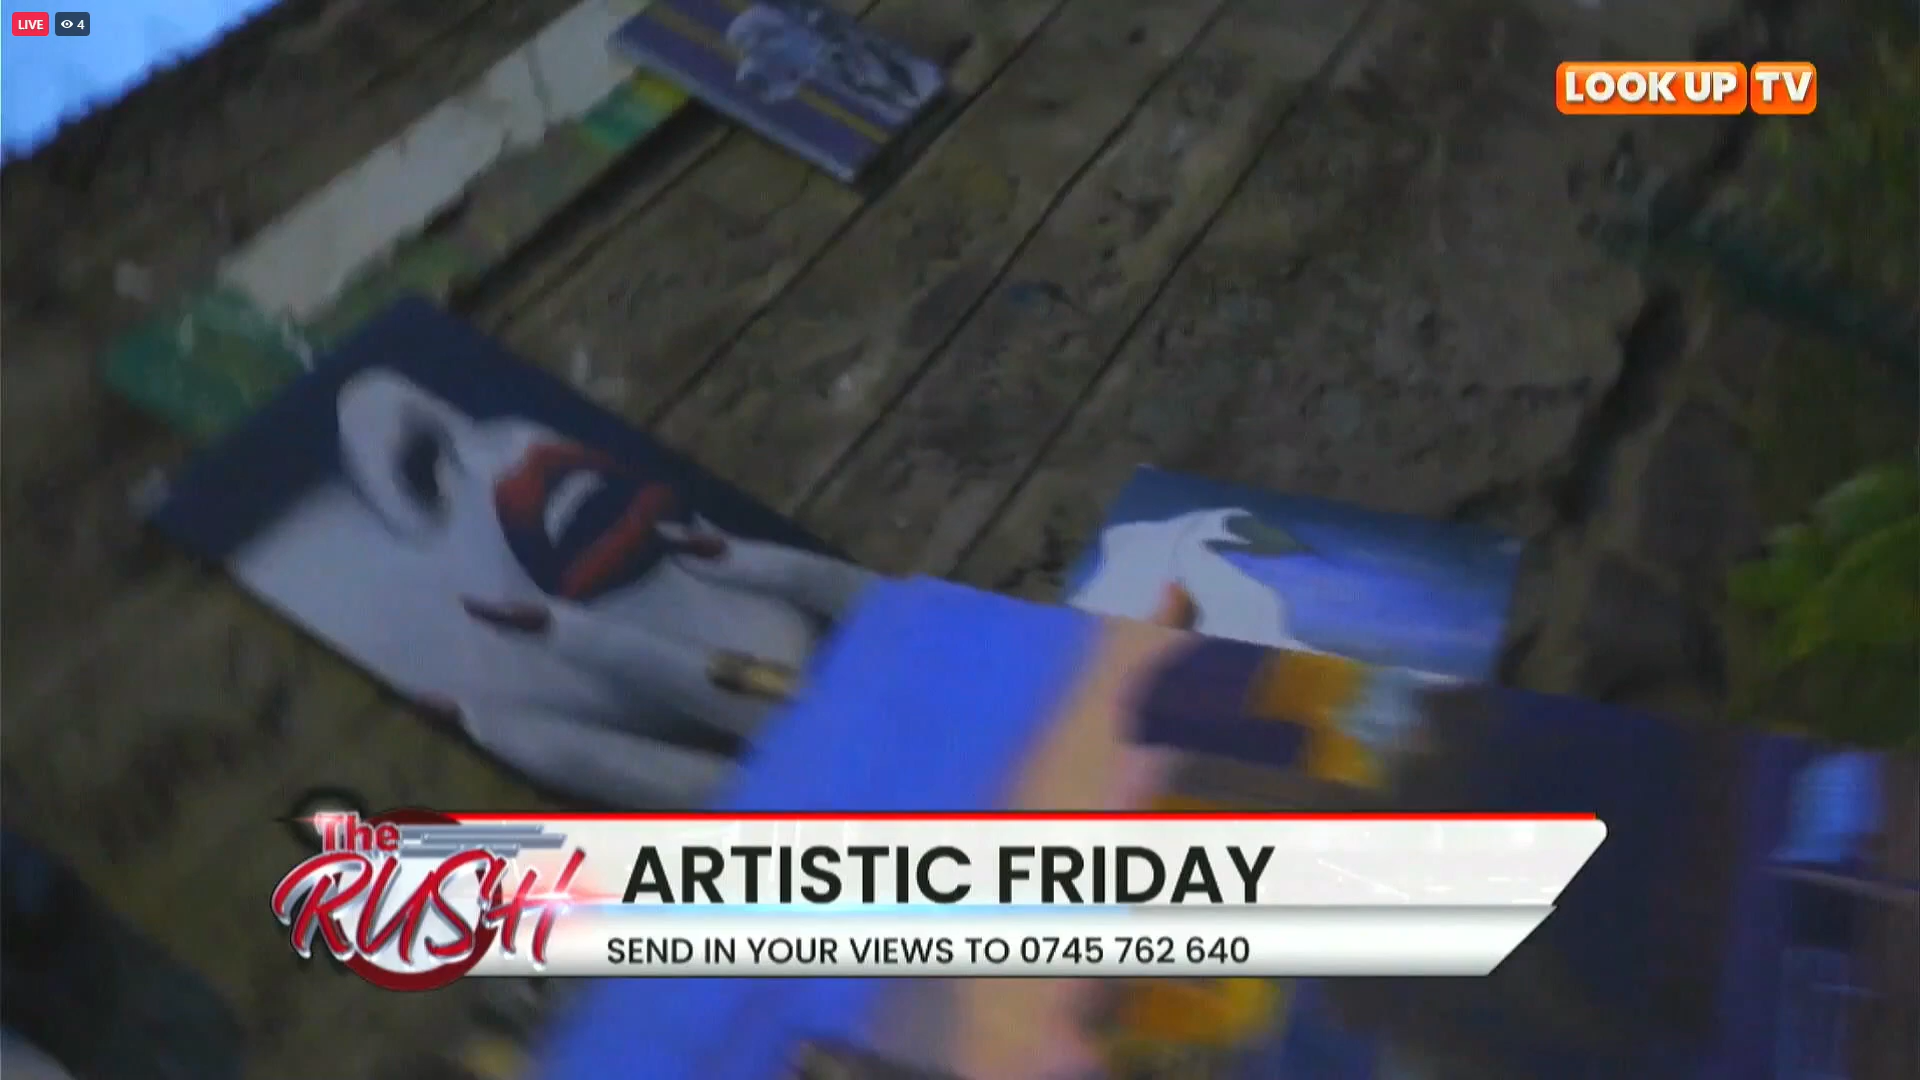 LIVE 4
LOOK UP TV
The
RUSH
ARTISTIC FRIDAY
SEND IN YOUR VIEWS TO 0745 762 640